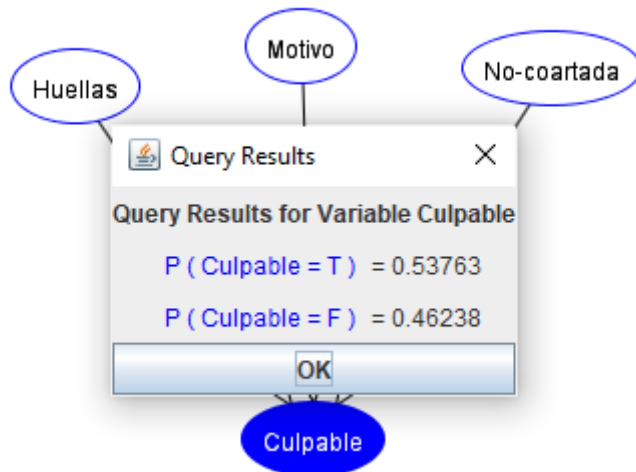 Motivo
Huellas
No-coartada
Query Results
Query Results for Variable Culpable
P ( Culpable = T ) = 0.53763
P ( Culpable = F ) = 0.46238
OK
Culpable